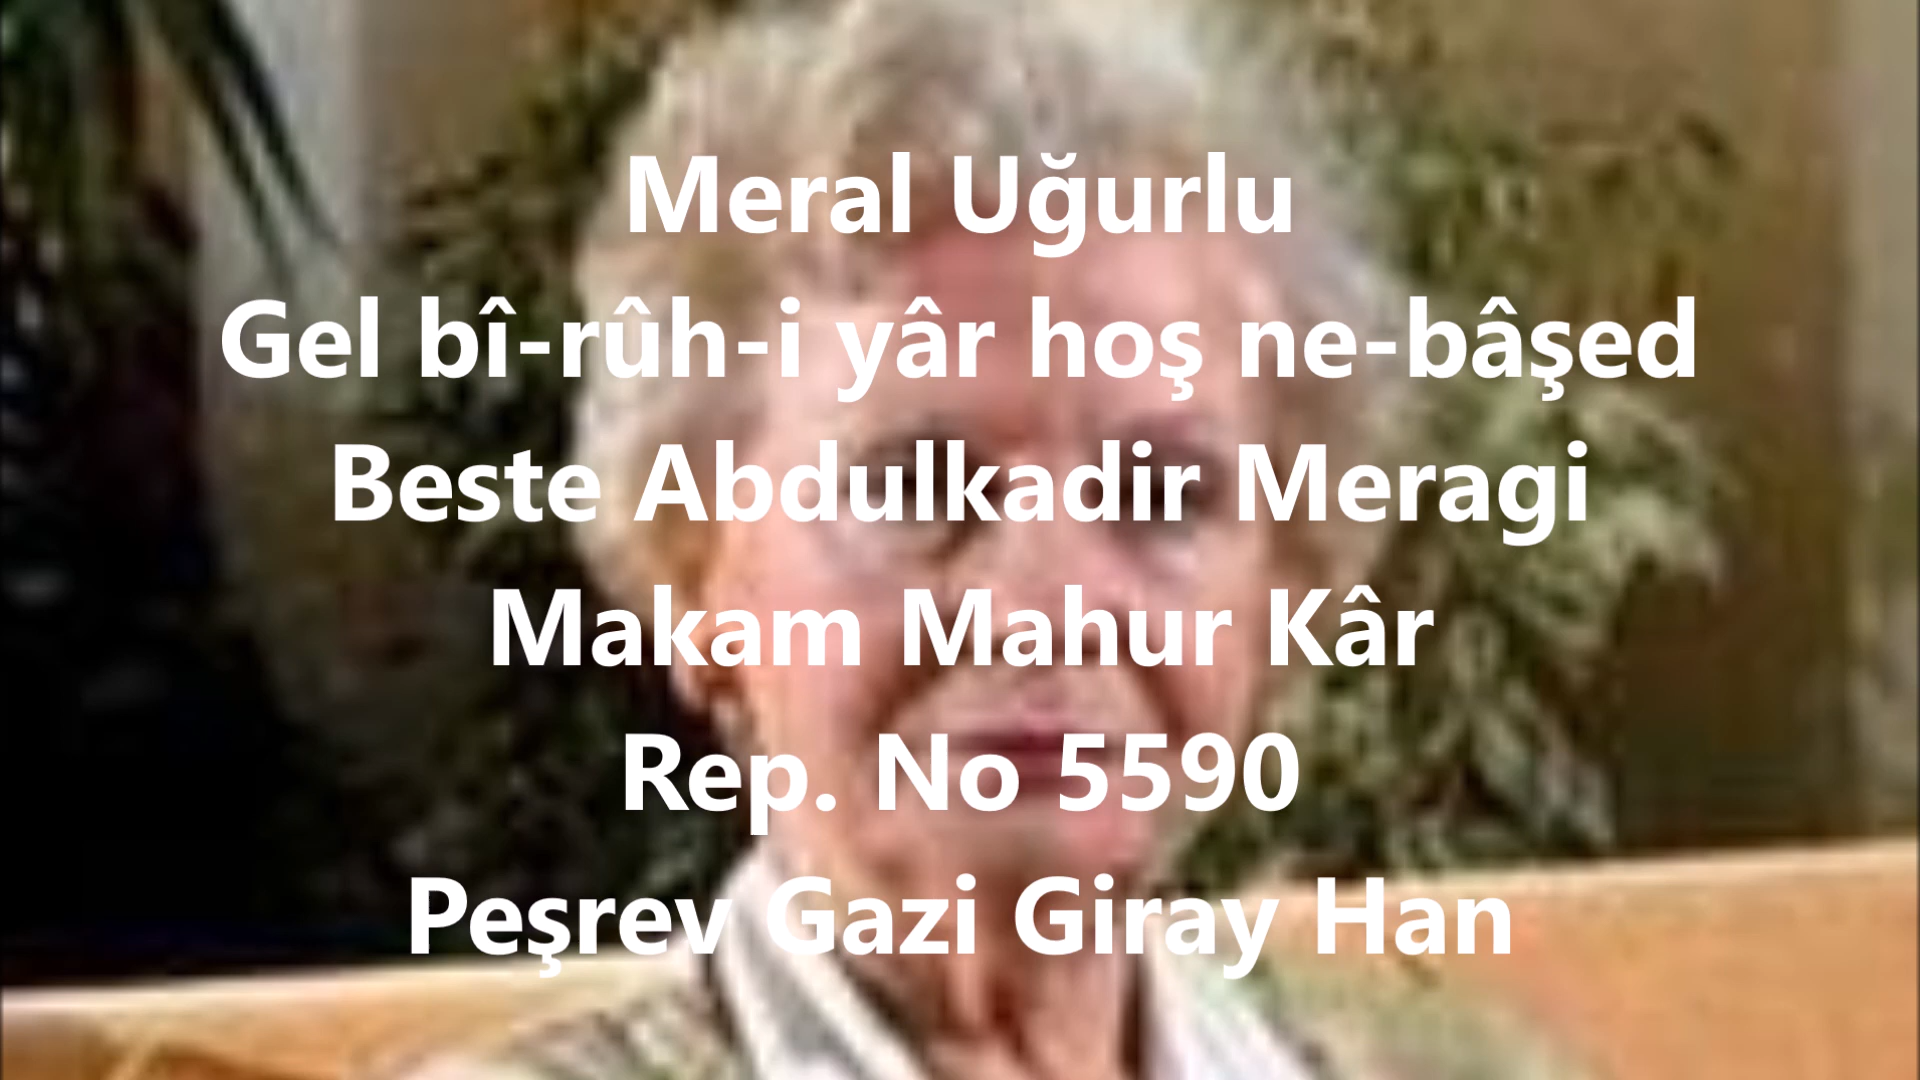 Meral Uğurlu
Gel bî-rûh-i yâr hoş ne-bâşed
Beste Abdulkadir Meragi
Makam Mahur Kâr
Rep. No 5590
Peşrev Gazi Giray Han